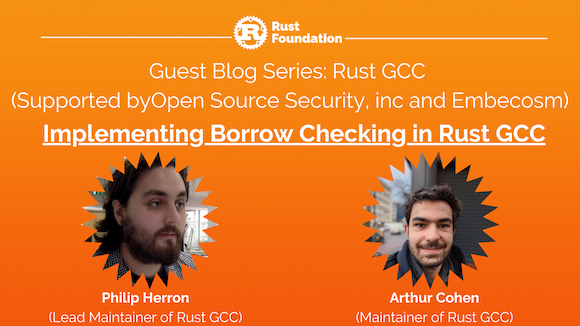 R
Rust
Foundation
Guest Blog Series: Rust GCC
(Supported byOpen Source Security, inc and Embecosm)
Implementing Borrow Checking in Rust GCC
Philip Herron
(Lead Maintainer of Rust GCC)
Arthur Cohen
(Maintainer of Rust GCC)